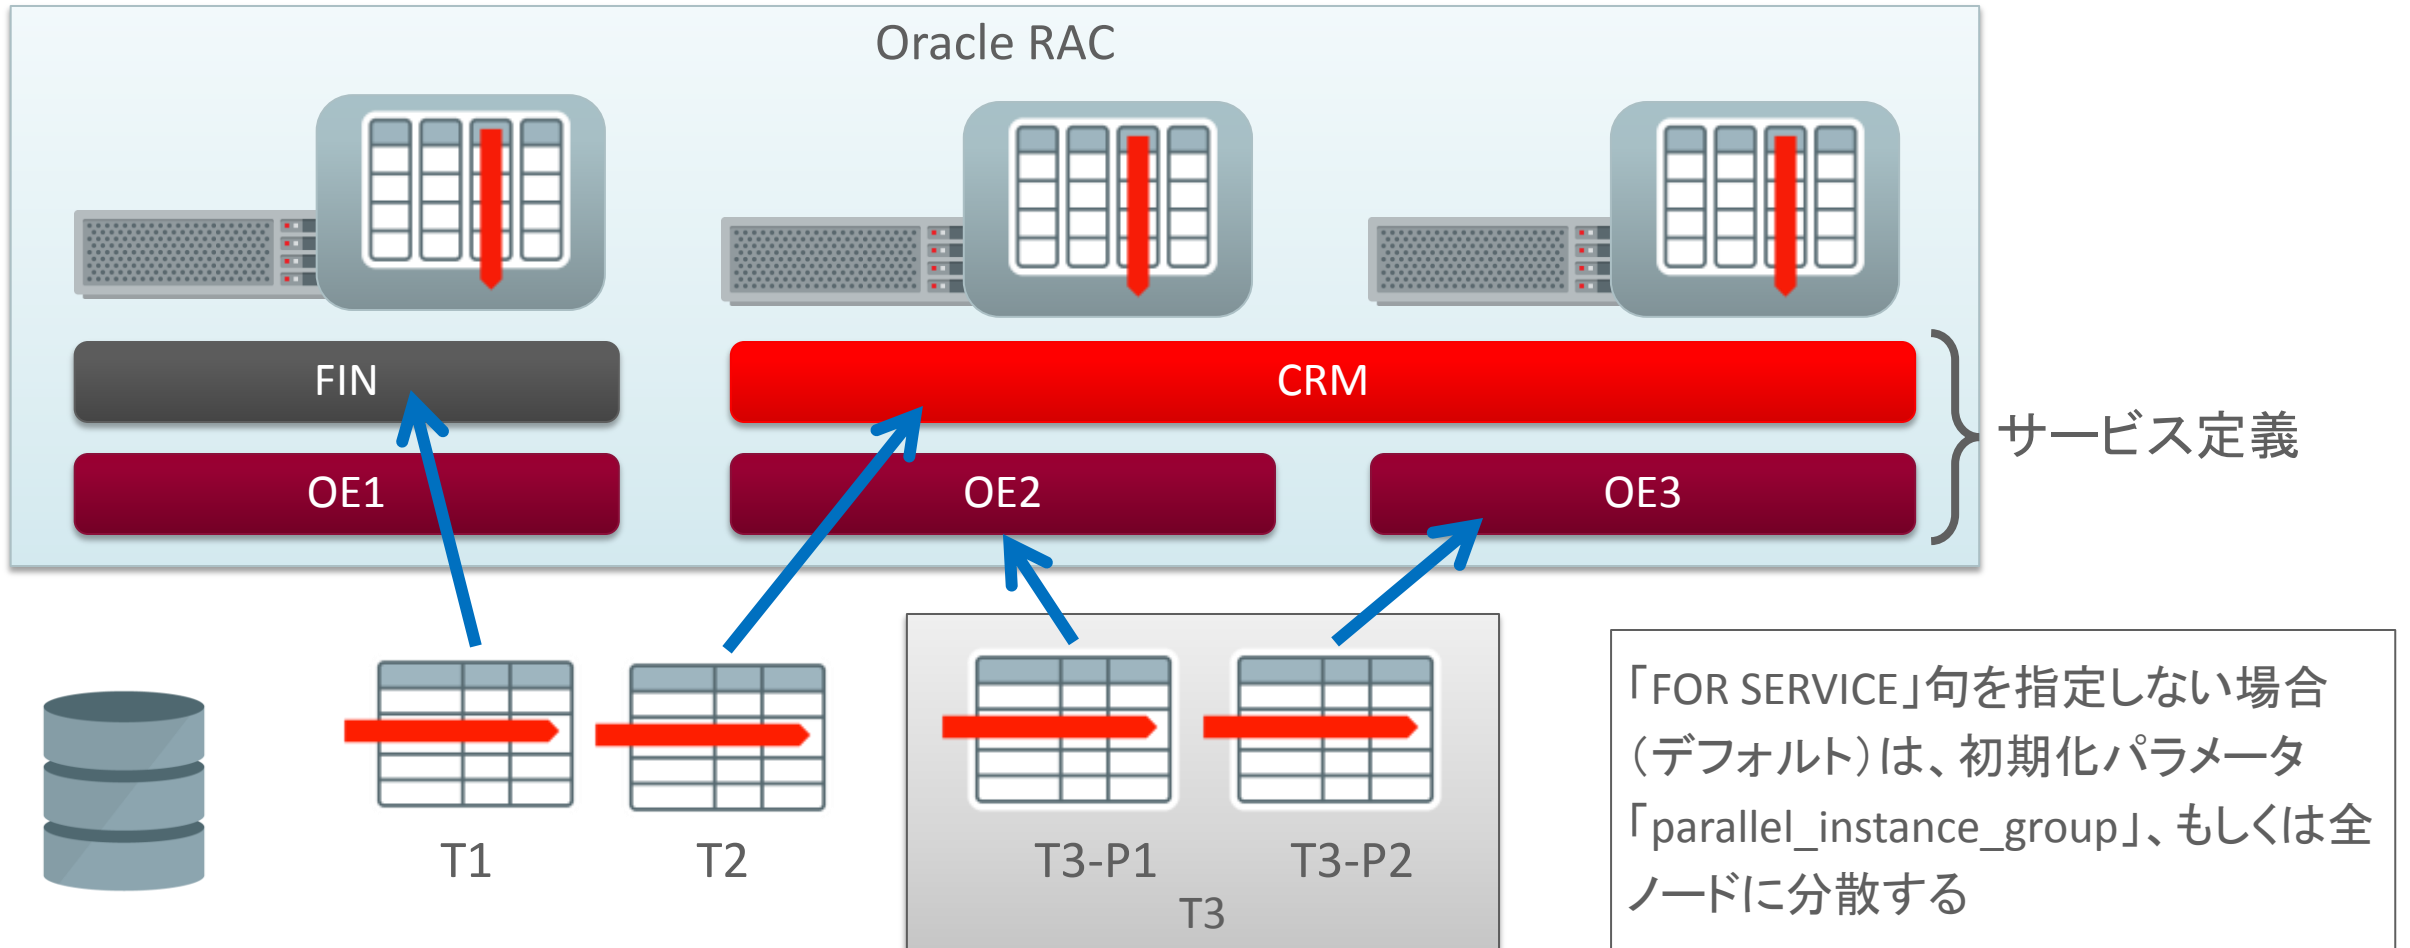 Oracle RAC
FIN
CRM
OE1
OE2
OE3
サービス定義
T1
T2
T3-P1
T3-P2
T3
「FOR SERVICE」句を指定しない場合
（デフォルト）は、初期化パラメータ
「parallel_instance_group」、もしくは全
ノードに分散する